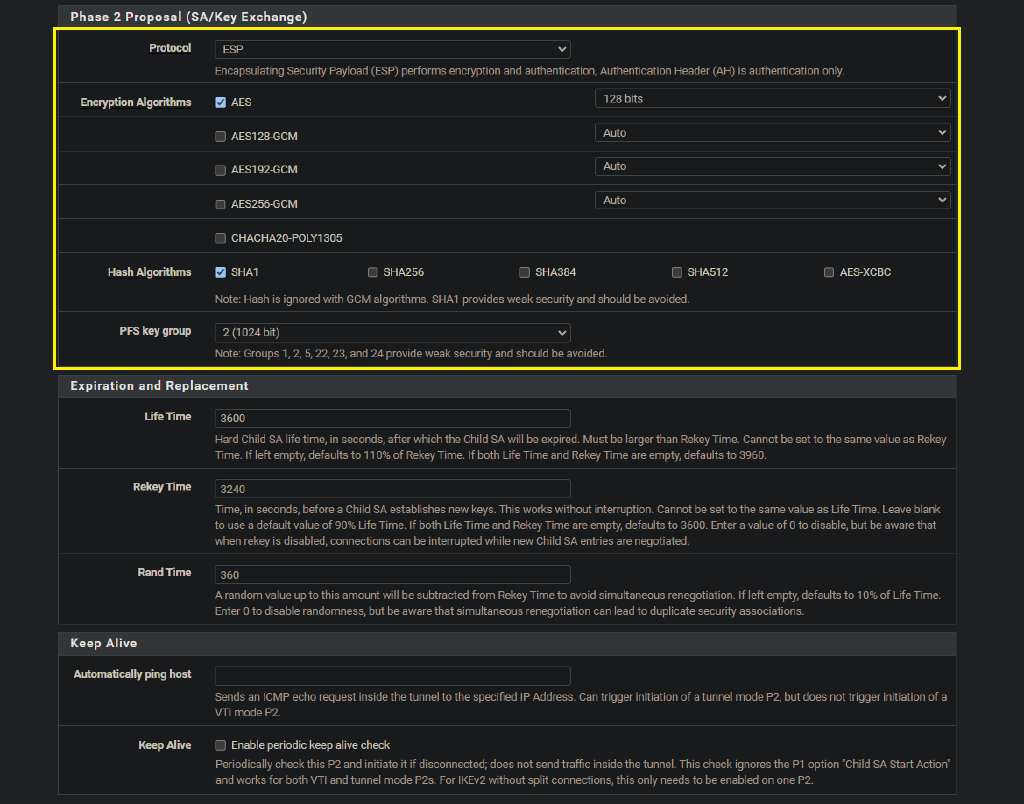 Phase 2 Proposal (SA/Key Exchange)
Protocol
ESP
Encapsulating Security Payload (ESP) performs encryption and authentication, Authentication Header (AH) is authentication only.
Encryption Algorithms
AES
128 bits
AES128-GCM
Auto
AES192-GCM
Auto
AES256-GCM
Auto
CHACHA20-POLY1305
Hash Algorithms
SHA1
SHA256
SHA384
SHA512
AES-XCBC
Note: Hash is ignored with GCM algorithms. SHA1 provides weak security and should be avoided.
PFS key group
2 (1024 bit)
Note: Groups 1, 2, 5, 22, 23, and 24 provide weak security and should be avoided.
Expiration and Replacement
Life Time
3600
Hard Child SA life time, in seconds, after which the Child SA will be expired. Must be larger than Rekey Time. Cannot be set to the same value as Rekey
Time. If left empty, defaults to 110% of Rekey Time. If both Life Time and Rekey Time are empty, defaults to 3960.
Rekey Time
3240
Time, in seconds, before a Child SA establishes new keys. This works without interruption. Cannot be set to the same value as Life Time. Leave blank
to use a default value of 90% Life Time. If both Life Time and Rekey Time are empty, defaults to 3600. Enter a value of 0 to disable, but be aware that
when rekey is disabled, connections can be interrupted while new Child SA entries are negotiated.
Rand Time
360
A random value up to this amount will be subtracted from Rekey Time to avoid simultaneous renegotiation. If left empty, defaults to 10% of Life Time.
Enter 0 to disable randomness, but be aware that simultaneous renegotiation can lead to duplicate security associations.
Keep Alive
Automatically ping host
Sends an ICMP echo request inside the tunnel to the specified IP Address. Can trigger initiation of a tunnel mode P2, but does not trigger initiation of a
VTI mode P2.
Keep Alive
Enable periodic keep alive check
Periodically check this P2 and initiate it if disconnected; does not send traffic inside the tunnel. This check ignores the P1 option "Child SA Start Action"
and works for both VTI and tunnel mode P2s. For IKEv2 without split connections, this only needs to be enabled on one P2.